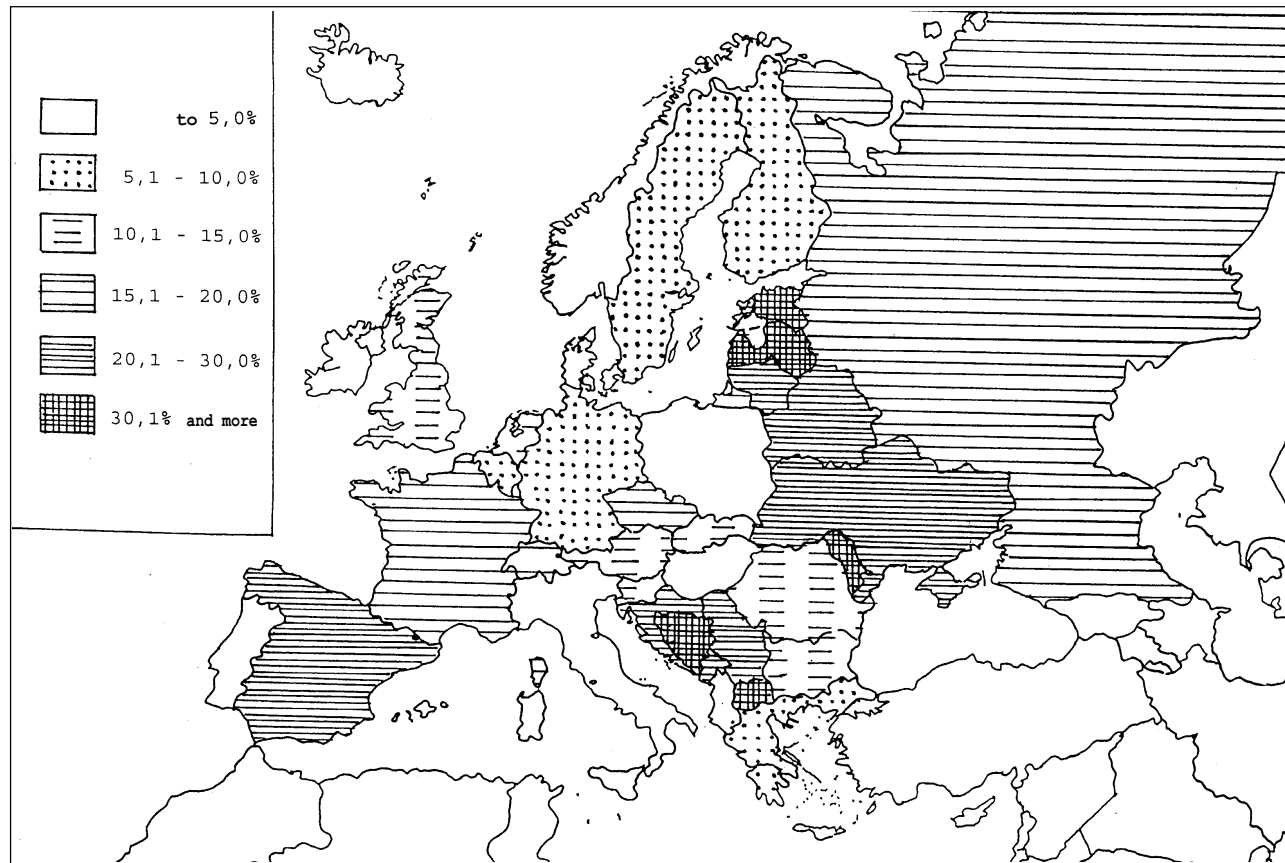 to 5,0%
5,1 - 10,0%
10,1 - 15,0%
15,1 - 20,0%
20,1 - 30,0%
30,1% and more